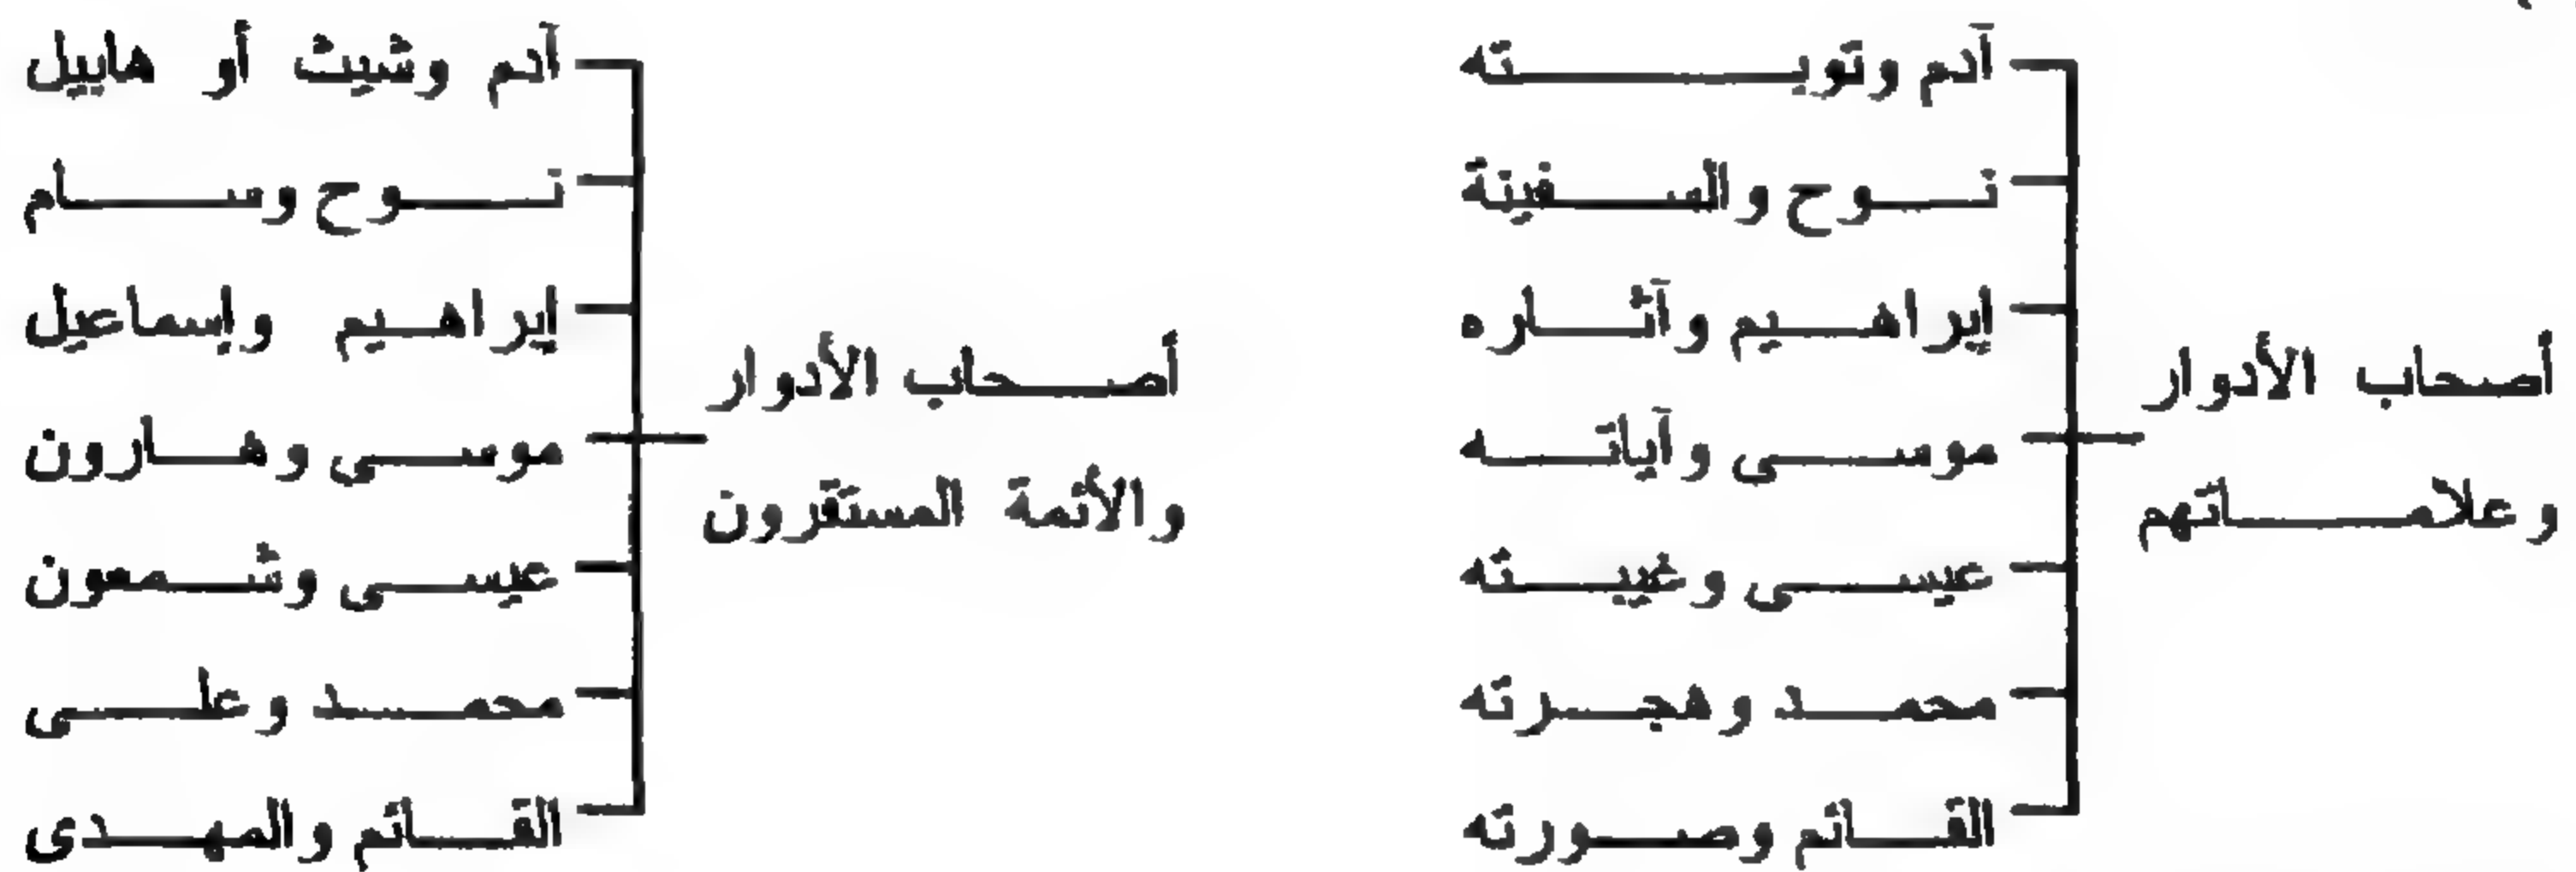 أصحاب الأدوار
وعلاماتهم
آدم وتوبته
نوح والسفينة
إبراهيم وآثاره
موسى وآياته
عيسى وغيبته
محمد وهجرته
القائم وصورته
أصحاب الأدوار
والأئمة المستقرون
آدم وشيث أو هابيل
نوح وسام
إبراهيم وإسماعيل
موسى وهارون
عيسى وشمعون
محمد وعلى
القائم والمهدى